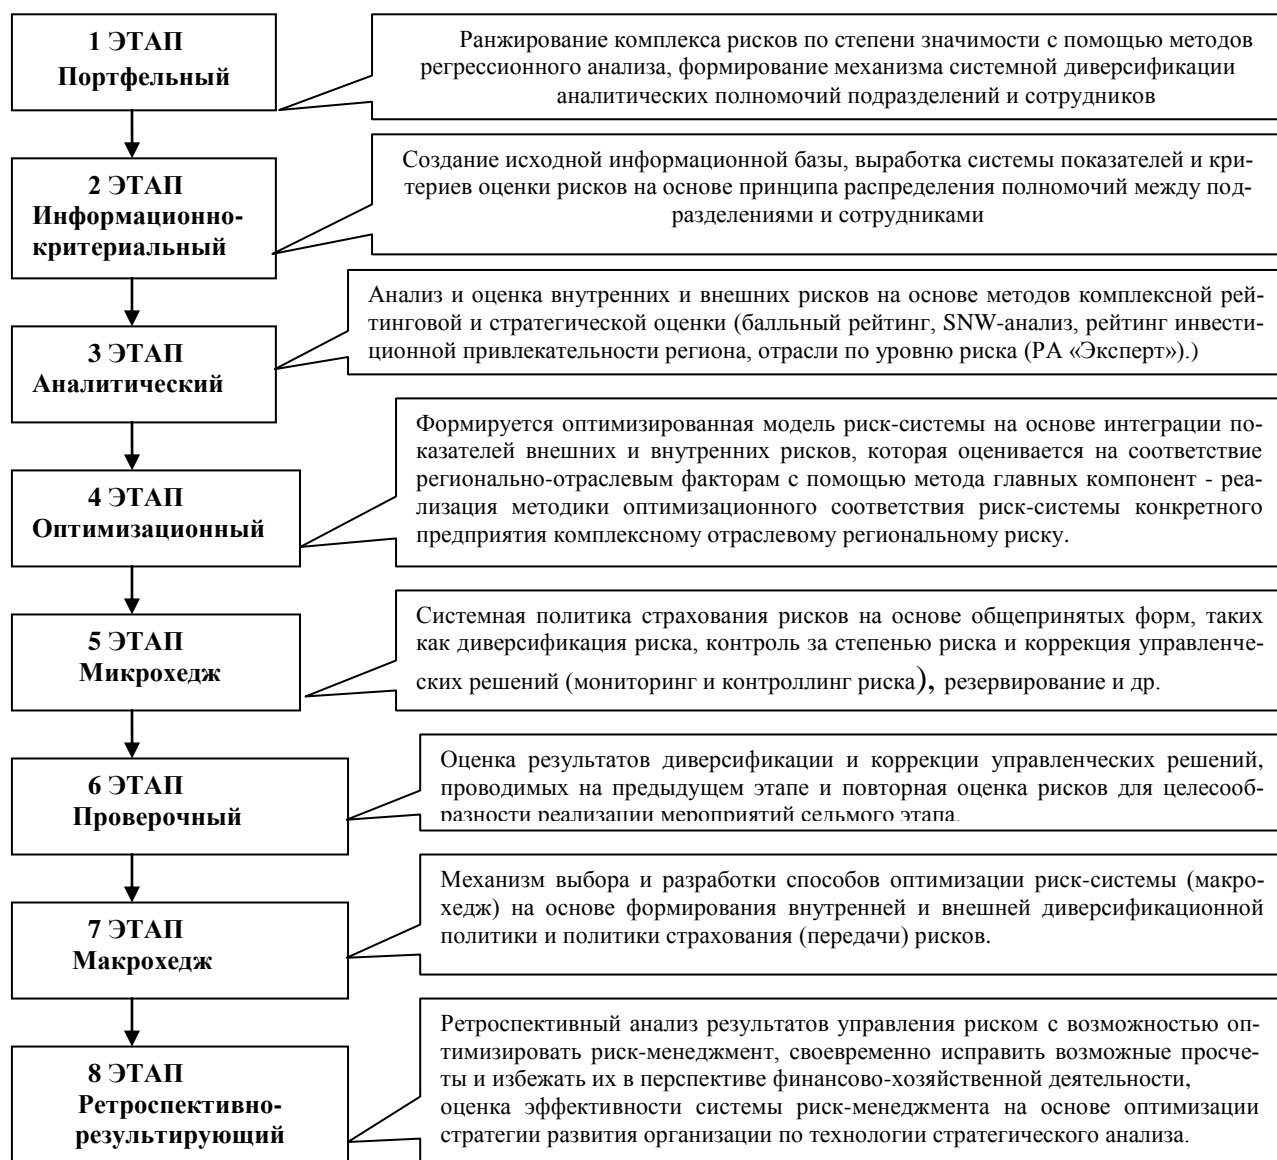 1 ЭТАП
Портфельный
Ранжирование комплекса рисков по степени значимости с помощью методов
регрессионного анализа, формирование механизма системной диверсификации
аналитических полномочий подразделений и сотрудников
2 ЭТАП
Информационно-
критериальный
Создание исходной информационной базы, выработка системы показателей и кри-
териев оценки рисков на основе принципа распределения полномочий между под-
разделениями и сотрудниками
3 ЭТАП
Аналитический
Анализ и оценка внутренних и внешних рисков на основе методов комплексной рей-
тинговой и стратегической оценки (балльный рейтинг, SNW-анализ, рейтинг инвести-
ционной привлекательности региона, отрасли по уровню риска (РА «Эксперт»).)
4 ЭТАП
Оптимизационный
Формируется оптимизированная модель риск-системы на основе интеграции по-
казателей внешних и внутренних рисков, которая оценивается на соответствие
регионально-отраслевым факторам с помощью метода главных компонент - реа-
лизация методики оптимизационного соответствия риск-системы конкретного
предприятия комплексному отраслевому региональному риску.
5 ЭТАП
Микрохедж
Системная политика страхования рисков на основе общепринятых форм, таких
как диверсификация риска, контроль за степенью риска и коррекция управленче-
ских решений (мониторинг и контроллинг риска), резервирование и др.
6 ЭТАП
Проверочный
Оценка результатов диверсификации и коррекции управленческих решений,
проводимых на предыдущем этапе и повторная оценка рисков для целесооб-
разности реализации мероприятий седьмого этапа.
7 ЭТАП
Макрохедж
Механизм выбора и разработки способов оптимизации риск-системы (макро-
хедж) на основе формирования внутренней и внешней диверсификационной
политики и политики страхования (передачи) рисков.
8 ЭТАП
Ретроспективно-
результирующий
Ретроспективный анализ результатов управления риском с возможностью оп-
тимизировать риск-менеджмент, своевременно исправить возможные просче-
ты и избежать их в перспективе финансово-хозяйственной деятельности,
оценка эффективности системы риск-менеджмента на основе оптимизации
стратегии развития организации по технологии стратегического анализа.